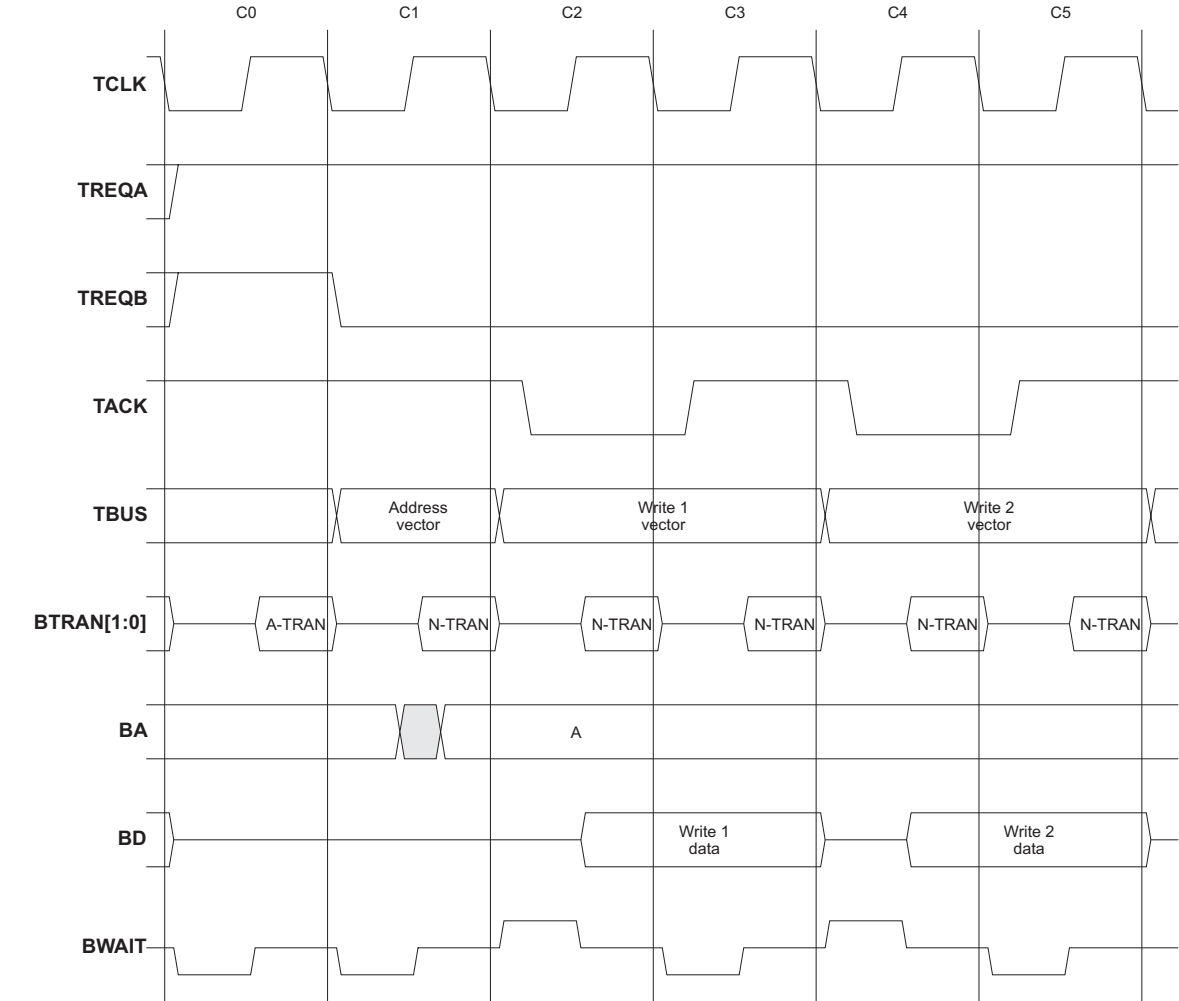 C0 C1 C2 C3 C4 C5
TCLK
TREQA
TREQB
TACK
TBUS
Address
vector
Write 1
vector
Write 2
vector
BTRAN[1:0]
A-TRAN N-TRAN N-TRAN N-TRAN N-TRAN N-TRAN
BA
A
BD
Write 1
data
Write 2
data
BWAIT